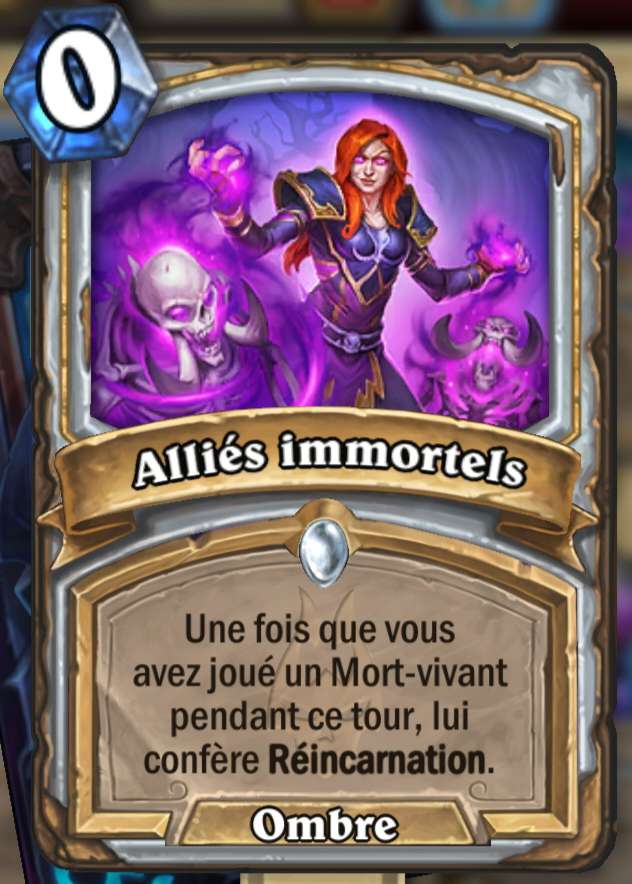 0
Alliés immortels
Une fois que vous
avez joué un Mort-vivant
pendant ce tour, lui
confère Réincarnation.
Ombre